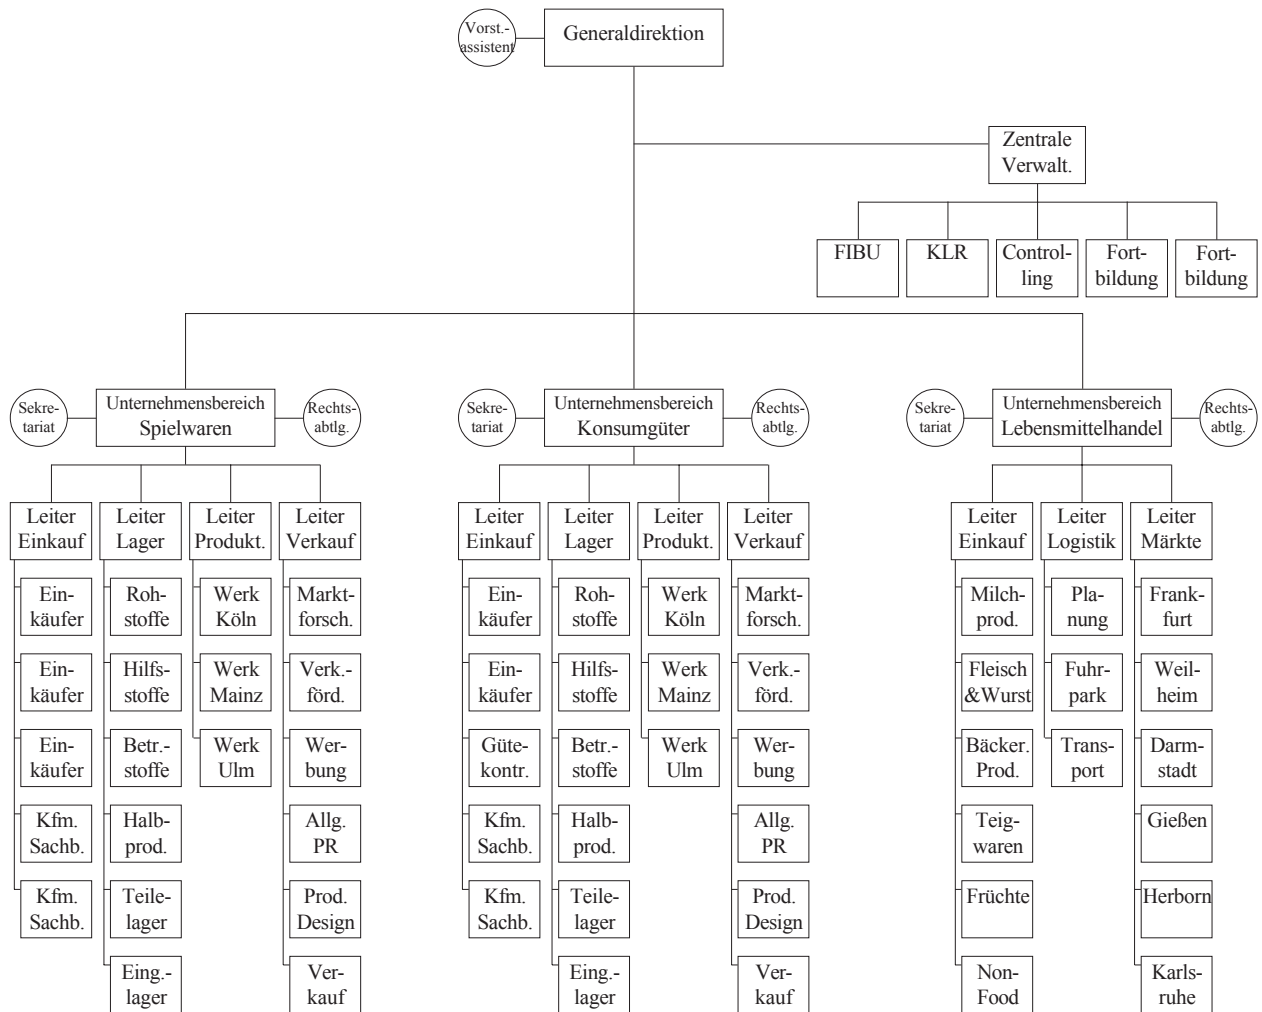 Vorst.-
assistent
Generaldirektion
Zentrale
Verwalt.
FIBU
KLR
Control-
ling
Fort-
bildung
Fort-
bildung
Sekre-
tariat
Unternehmensbereich
Spielwaren
Rechts-
abtlg.
Sekre-
tariat
Unternehmensbereich
Konsumgüter
Rechts-
abtlg.
Sekre-
tariat
Unternehmensbereich
Lebensmittelhandel
Rechts-
abtlg.
Leiter
Einkauf
Leiter
Lager
Leiter
Produkt.
Leiter
Verkauf
Leiter
Einkauf
Leiter
Lager
Leiter
Produkt.
Leiter
Verkauf
Leiter
Einkauf
Leiter
Logistik
Leiter
Märkte
Ein-
käufer
Roh-
stoffe
Werk
Köln
Markt-
forsch.
Ein-
käufer
Roh-
stoffe
Werk
Köln
Markt-
forsch.
Milch-
prod.
Pla-
nung
Frank-
furt
Ein-
käufer
Hilfs-
stoffe
Werk
Mainz
Verk.-
förd.
Ein-
käufer
Hilfs-
stoffe
Werk
Mainz
Verk.-
förd.
Fleisch
&Wurst
Fuhr-
park
Weil-
heim
Ein-
käufer
Betr.-
stoffe
Werk
Ulm
Wer-
bung
Güte-
kontr.
Betr.-
stoffe
Werk
Ulm
Wer-
bung
Bäcker.
Prod.
Trans-
port
Darm-
stadt
Kfm.
Sachb.
Halb-
prod.
Allg.
PR
Kfm.
Sachb.
Halb-
prod.
Allg.
PR
Teig-
waren
Gießen
Kfm.
Sachb.
Teile-
lager
Prod.
Design
Kfm.
Sachb.
Teile-
lager
Prod.
Design
Früchte
Herborn
Eing.-
lager
Ver-
kauf
Eing.-
lager
Ver-
kauf
Non-
Food
Karls-
ruhe